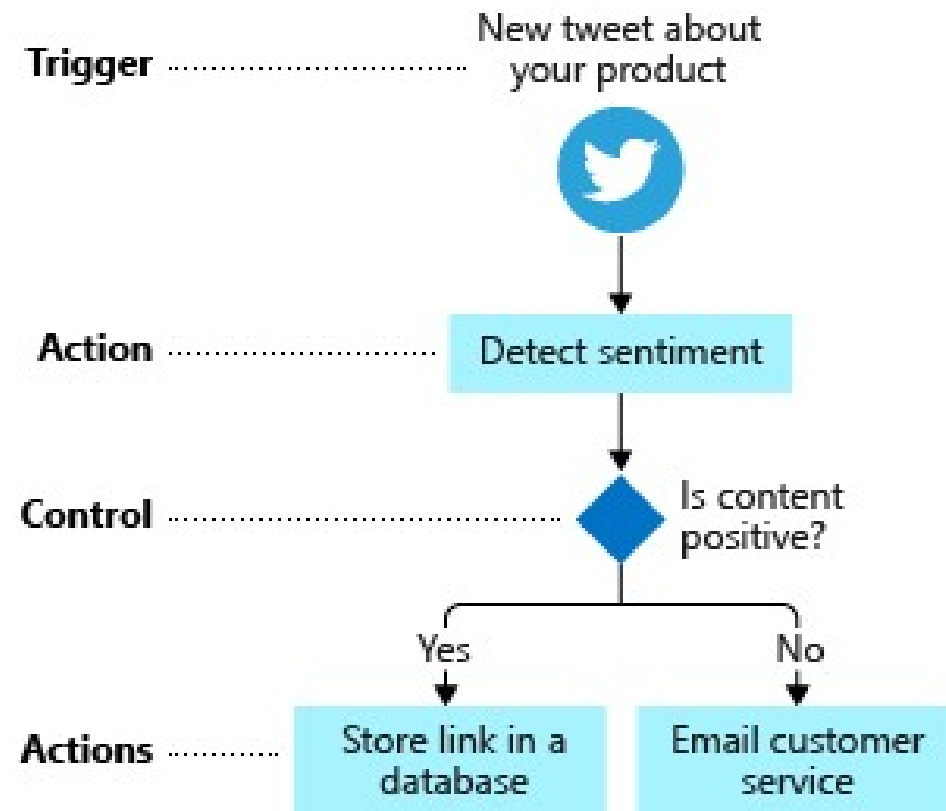 New tweet about
Trigger
your product
Action
Detect sentiment
Control
Is content
positive?
Yes
No
Actions
Store link in a
database
Email customer
service